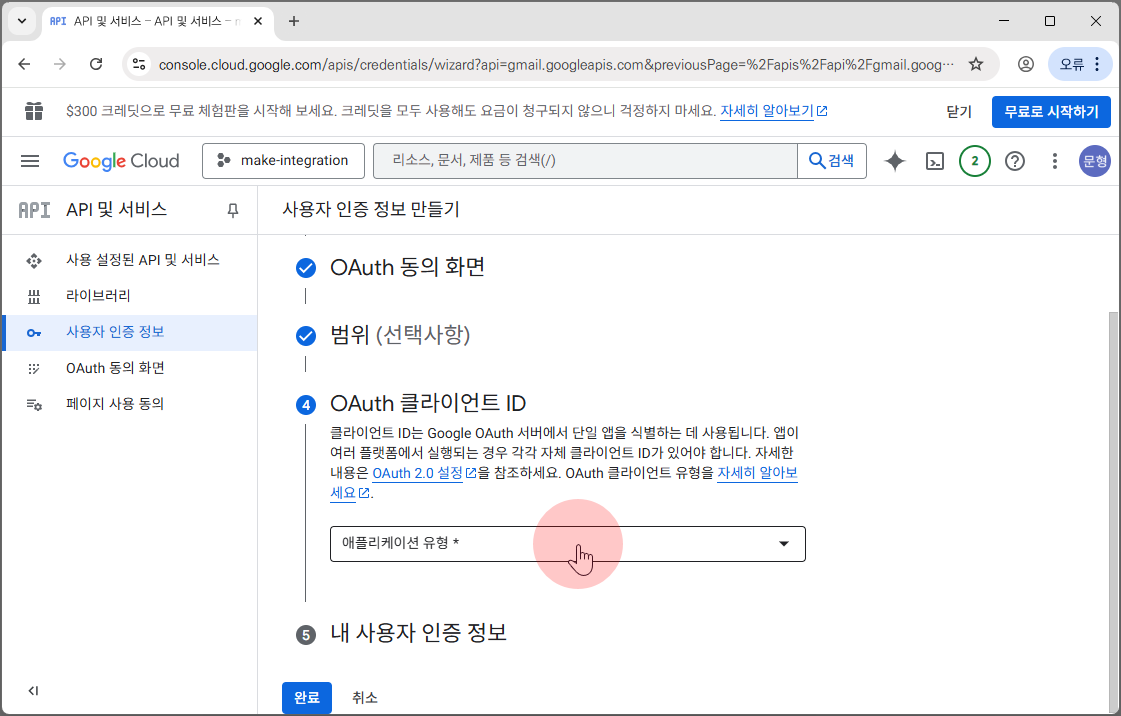 API API 및 서비스 – API 및 서비스 –
console.cloud.google.com/apis/credentials/wizard?api=gmail.googleapis.com&previousPage=%2Fapis%2Fapi%2Fgmail.goog…
오류
$300 크레딧으로 무료 체험판을 시작해 보세요. 크레딧을 모두 사용해도 요금이 청구되지 않으니 걱정하지 마세요. 자세히 알아보기
닫기
무료로 시작하기
Google Cloud
make-integration
리소스, 문서, 제품 등 검색(/)
검색
2
문형
API API 및 서비스
사용자 인증 정보 만들기
사용 설정된 API 및 서비스
라이브러리
사용자 인증 정보
OAuth 동의 화면
페이지 사용 동의
OAuth 동의 화면
범위 (선택사항)
4 OAuth 클라이언트 ID
클라이언트 ID는 Google OAuth 서버에서 단일 앱을 식별하는 데 사용됩니다. 앱이
여러 플랫폼에서 실행되는 경우 각각 자체 클라이언트 ID가 있어야 합니다. 자세한
내용은 OAuth 2.0 설정을 참조하세요. OAuth 클라이언트 유형을 자세히 알아보
세요.
애플리케이션 유형 *
5 내 사용자 인증 정보
완료
취소